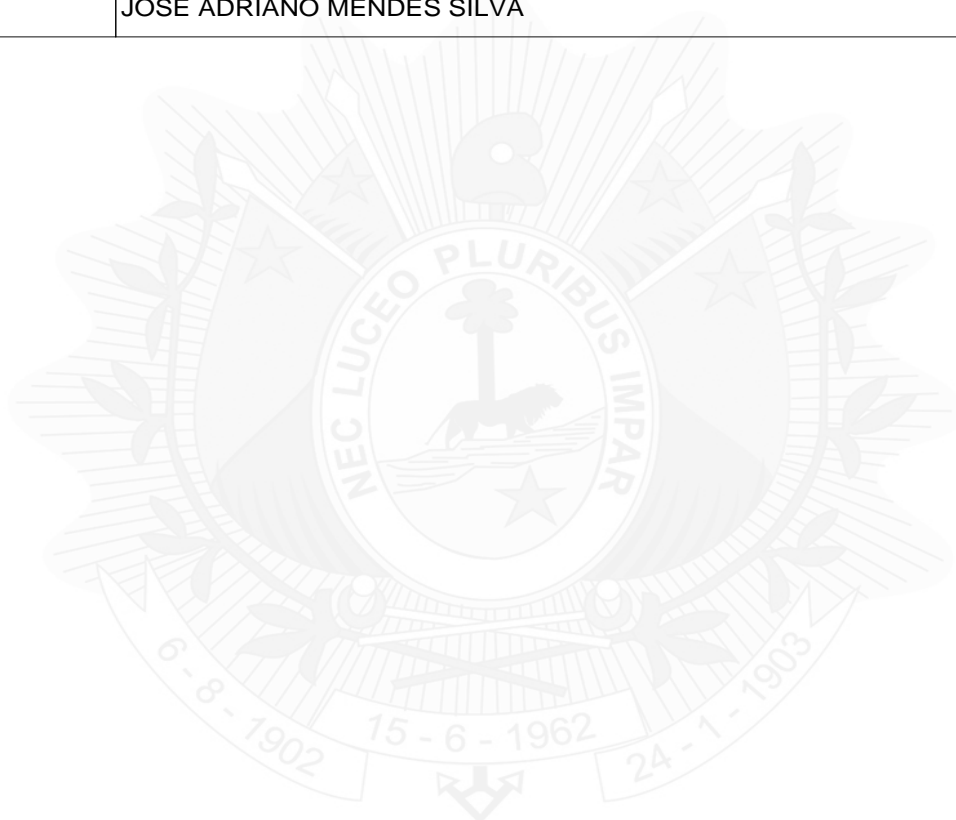 JOSE ADRIANO MENDES SILVA
NEC LUCEO PLURIBUS IMPAR
6 - 8 - 1902
15 - 6 - 1962
24 - 1 - 1903